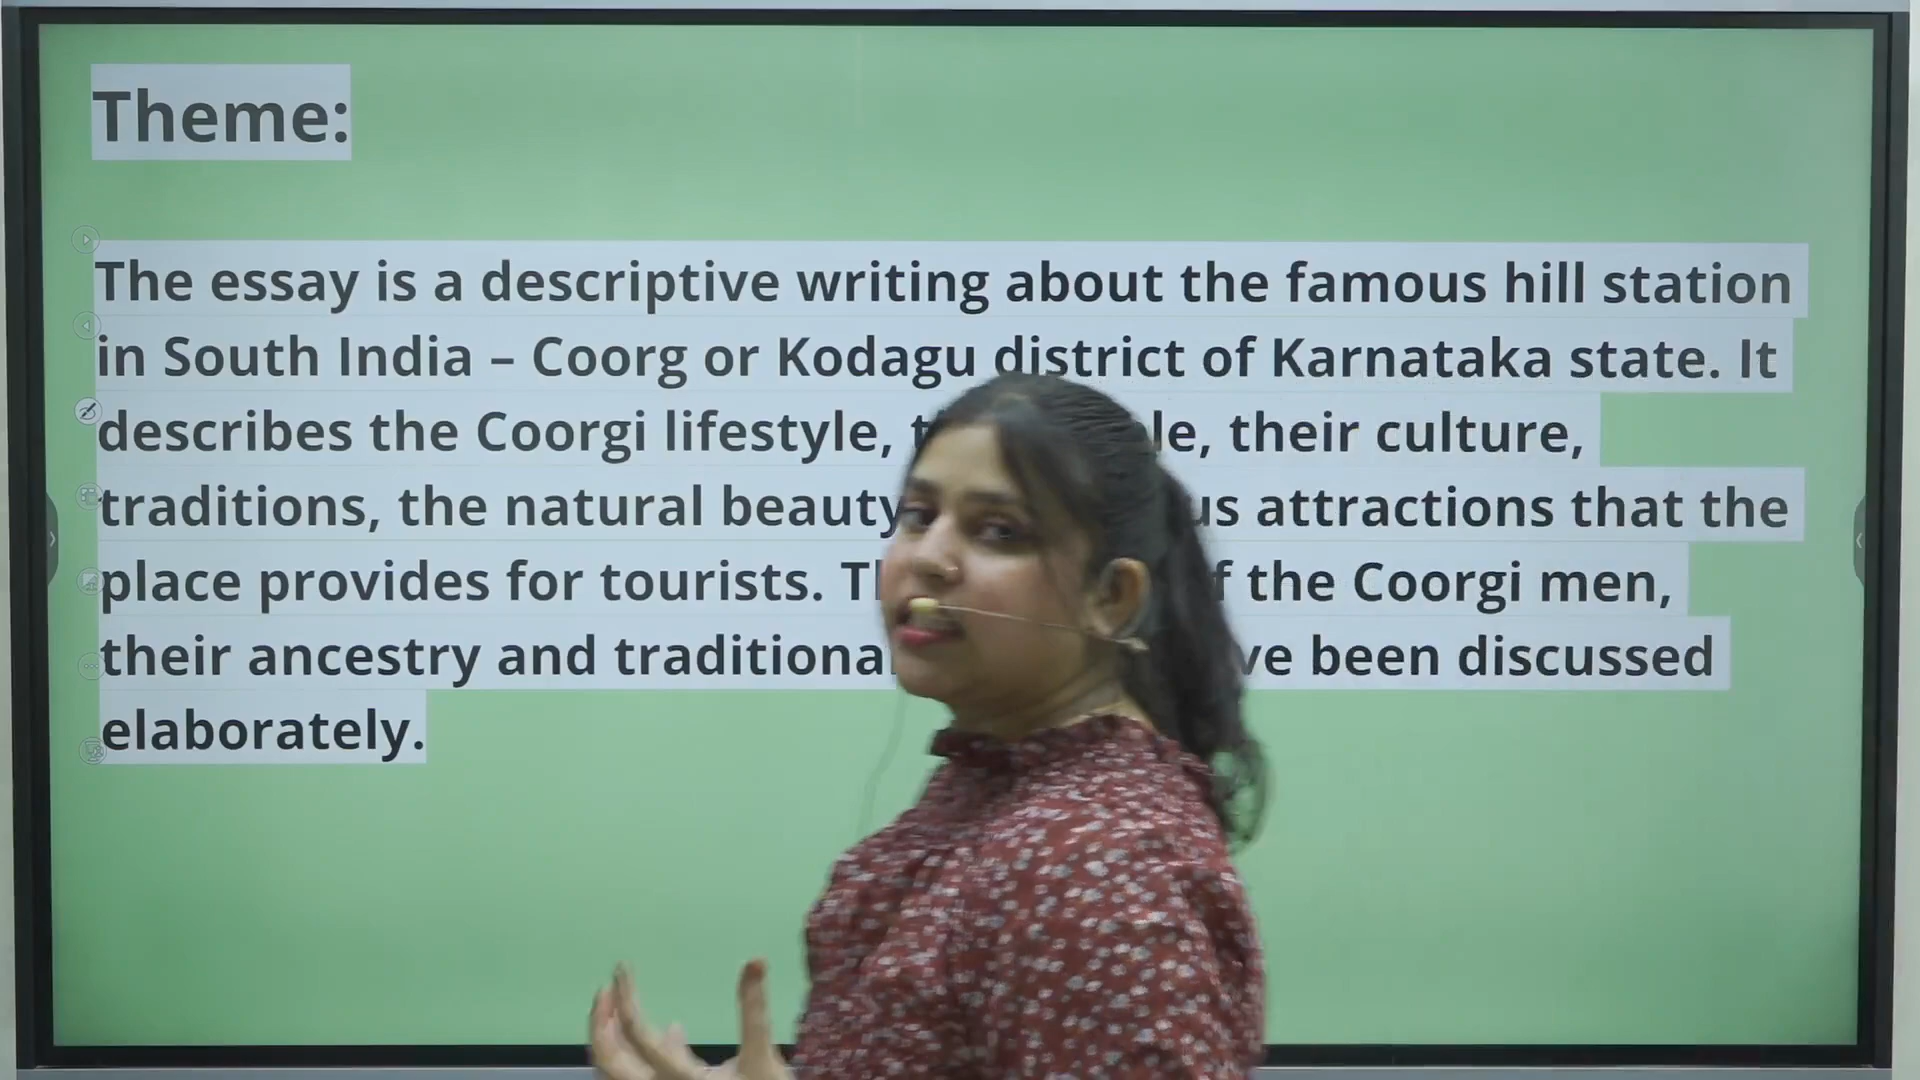 Theme:
The essay is a descriptive writing about the famous hill station
in South India – Coorg or Kodagu district of Karnataka state. It
describes the Coorgi lifestyle, their culture,
traditions, the natural beauty attractions that the
place provides for tourists. the Coorgi men,
their ancestry and been discussed
elaborately.